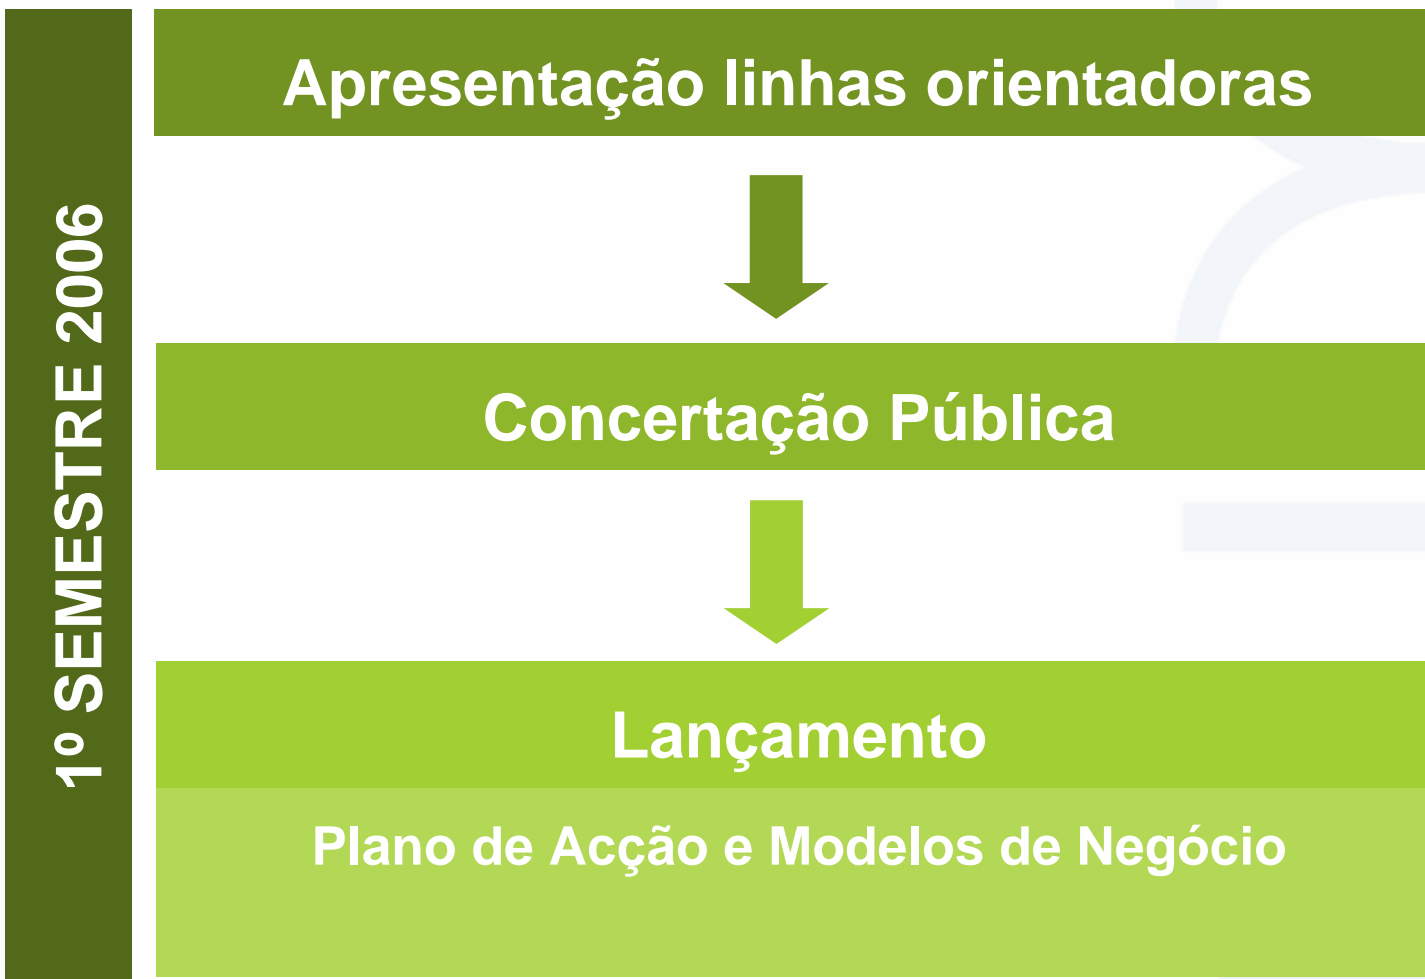 1º SEMESTRE 2006
Apresentação linhas orientadoras
Concertação Pública
Lançamento
Plano de Acção e Modelos de Negócio